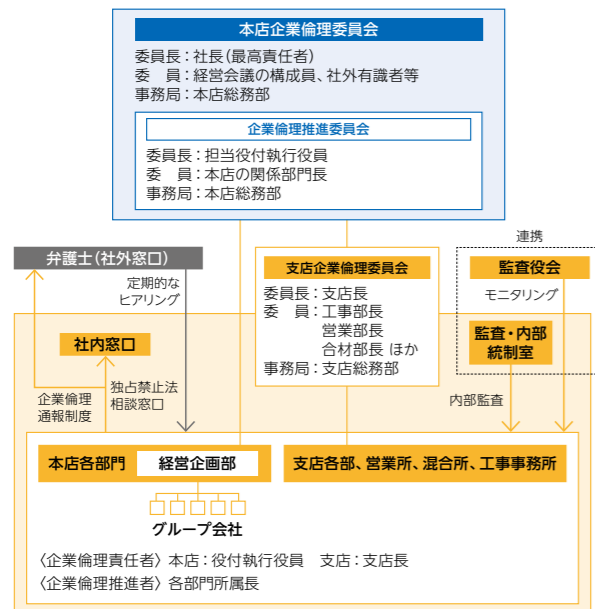 本店企業倫理委員会
委員長：社長（最高責任者）
委　員：経営会議の構成員、社外有識者等
事務局：本店総務部
企業倫理推進委員会
委員長：担当役付執行役員
委　員：本店の関係部門長
事務局：本店総務部
弁護士（社外窓口）
定期的な
ヒアリング
支店企業倫理委員会
委員長：支店長
委　員：工事部長
営業部長
合材部長 ほか
事務局：支店総務部
連携
監査役会
モニタリング
監査・内部
統制室
内部監査
社内窓口
企業倫理
通報制度
独占禁止法
相談窓口
本店各部門
経営企画部
グループ会社
支店各部、営業所、混合所、工事事務所
〈企業倫理責任者〉本店：役付執行役員　支店：支店長
〈企業倫理推進者〉各部門所属長